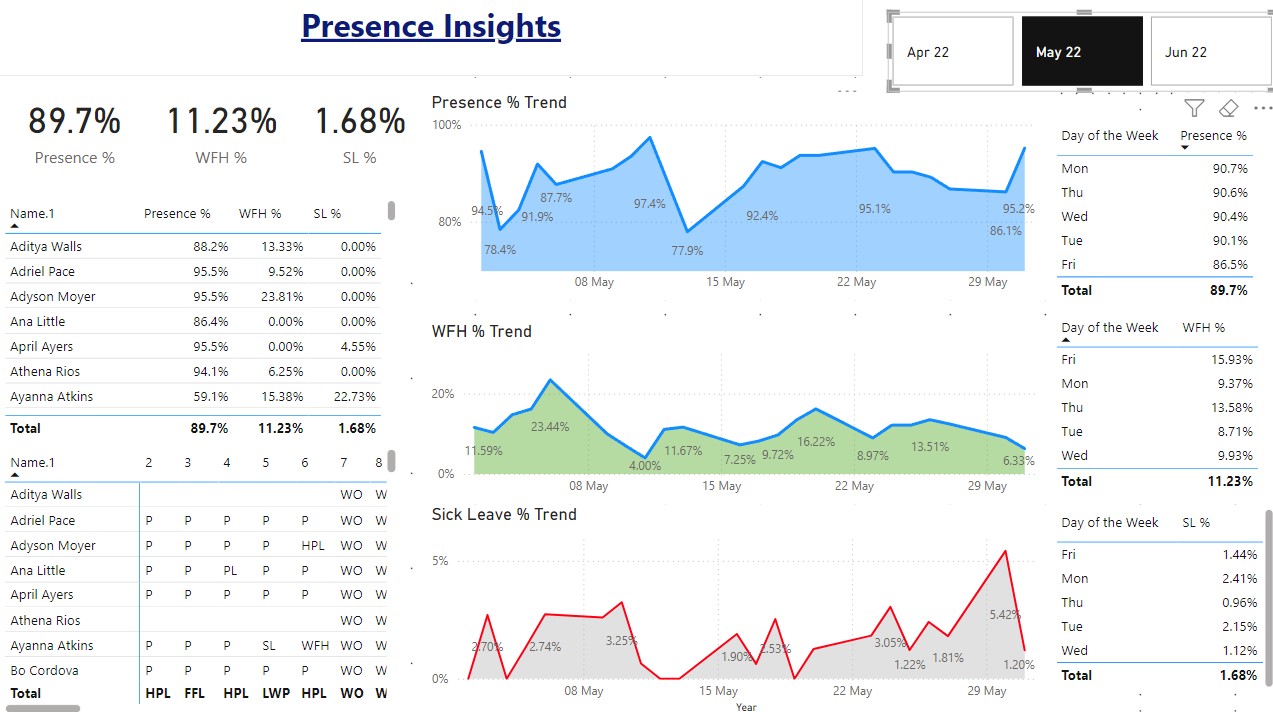 Presence Insights
Apr 22
May 22
Jun 22
89.7%
Presence %
11.23%
WFH %
1.68%
SL %
Name.1 Presence % WFH % SL %
Aditya Walls 88.2% 13.33% 0.00%
Adriel Pace 95.5% 9.52% 0.00%
Adyson Moyer 95.5% 23.81% 0.00%
Ana Little 86.4% 0.00% 0.00%
April Ayers 95.5% 0.00% 4.55%
Athena Rios 94.1% 6.25% 0.00%
Ayanna Atkins 59.1% 15.38% 22.73%
Total 89.7% 11.23% 1.68%
Name.1 2 3 4 5 6 7 8
Aditya Walls WO W
Adriel Pace P P P P P WO W
Adyson Moyer P P P P HPL WO W
Ana Little P P PL P P WO W
April Ayers P P P P P WO W
Athena Rios WO W
Ayanna Atkins P P P SL WFH WO W
Bo Cordova P P P P P WO W
Total HPL FFL HPL LWP HPL WO W
Presence % Trend
100%
80%
94.5%
78.4%
91.9%
87.7%
97.4%
77.9%
92.4%
95.1%
86.1%
95.2%
08 May 15 May 22 May 29 May
WFH % Trend
20%
0%
11.59%
23.44%
4.00%
11.67%
7.25%
9.72%
16.22%
8.97%
13.51%
6.33%
08 May 15 May 22 May 29 May
Sick Leave % Trend
5%
0%
2.70%
2.74%
3.25%
1.90%
2.53%
3.05%
1.22%
1.81%
5.42%
1.20%
08 May 15 May 22 May 29 May
Year
Day of the Week Presence %
Mon 90.7%
Thu 90.6%
Wed 90.4%
Tue 90.1%
Fri 86.5%
Total 89.7%
Day of the Week WFH %
Fri 15.93%
Mon 9.37%
Thu 13.58%
Tue 8.71%
Wed 9.93%
Total 11.23%
Day of the Week SL %
Fri 1.44%
Mon 2.41%
Thu 0.96%
Tue 2.15%
Wed 1.12%
Total 1.68%